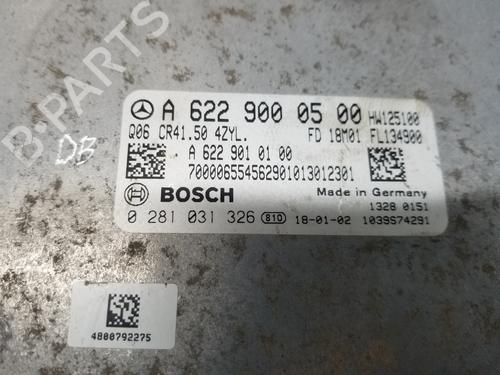 B-PARTS
DB
A 622 900 05 00 HW125100
Q06 CR41.50 4ZYL. FD 18M01 FL134900
A 622 901 01 00
700006554562901013012301
BOSCH Made in Germany
1328 0151
0 281 031 326 810 18-01-02 1039S74291
4800792275